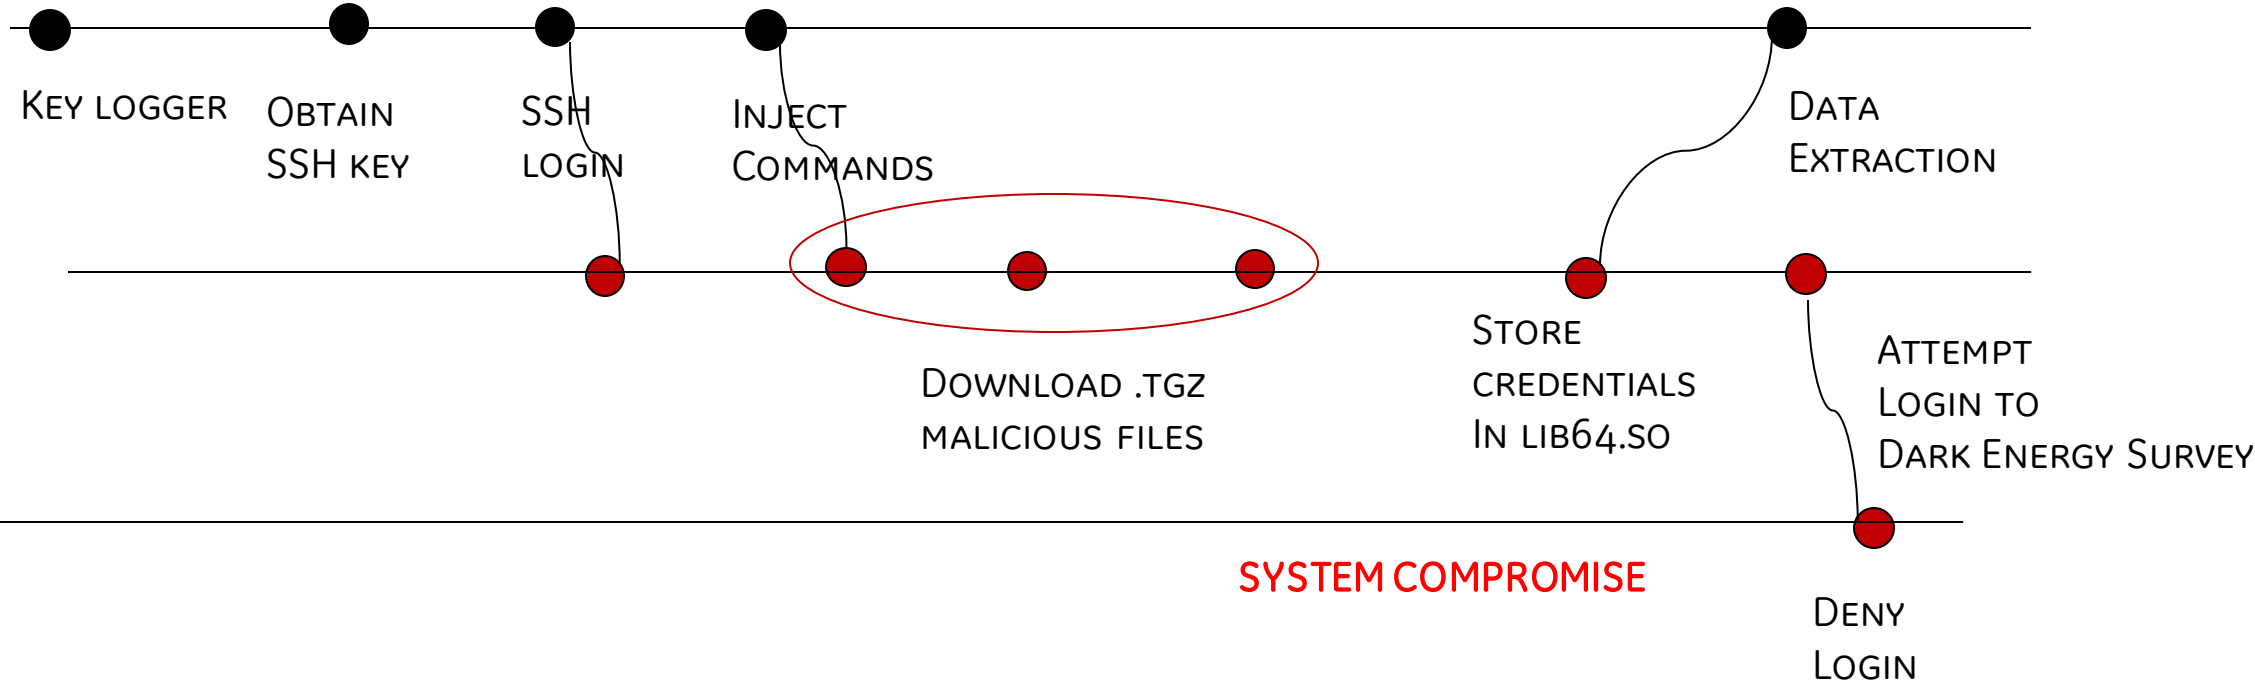 Key logger
Obtain
SSH key
SSH
login
Inject
Commands
Data
Extraction
Download .tgz
malicious files
Store
credentials
In lib64.so
Attempt
Login to
Dark Energy Survey
SYSTEM COMPROMISE
Deny
Login